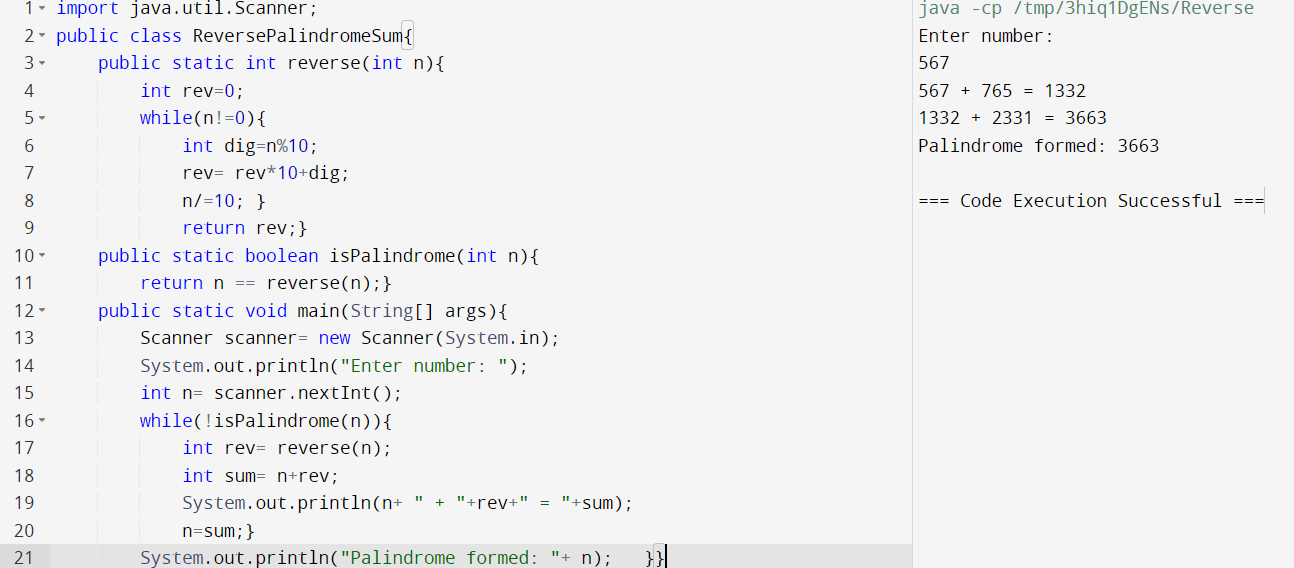 1 import java.util.Scanner;
2 public class ReversePalindromeSum{
3 public static int reverse(int n){
4 int rev=0;
5 while(n!=0){
6 int dig=n%10;
7 rev= rev*10+dig;
8 n/=10; }
9 return rev;}
10 public static boolean isPalindrome(int n){
11 return n == reverse(n);}
12 public static void main(String[] args){
13 Scanner scanner= new Scanner(System.in);
14 System.out.println("Enter number: ");
15 int n= scanner.nextInt();
16 while(!isPalindrome(n)){
17 int rev= reverse(n);
18 int sum= n+rev;
19 System.out.println(n+ " + "+rev+" = "+sum);
20 n=sum;}
21 System.out.println("Palindrome formed: "+ n);   }}
java -cp /tmp/3hiq1DgENs/Reverse
Enter number:
567
567 + 765 = 1332
1332 + 2331 = 3663
Palindrome formed: 3663
=== Code Execution Successful ===